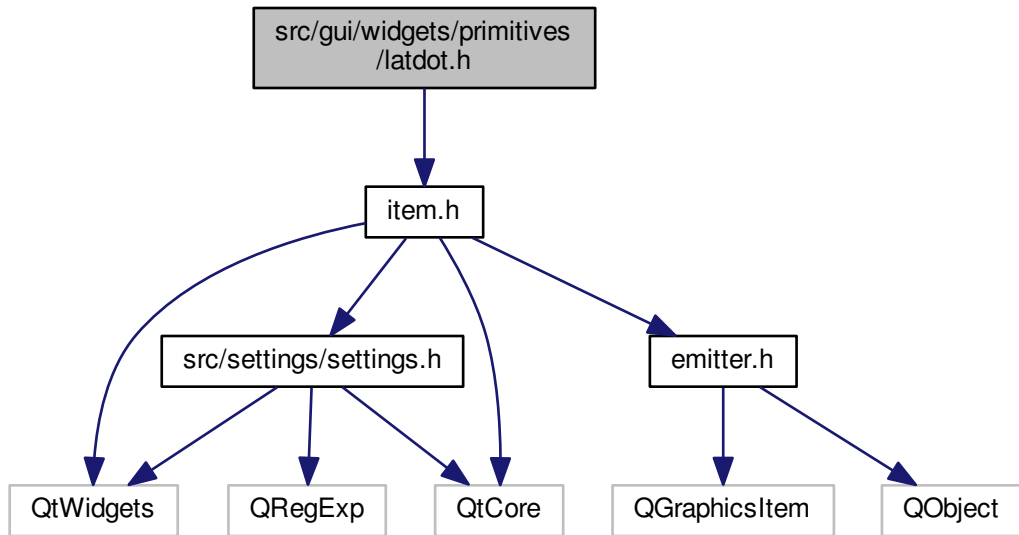 src/gui/widgets/primitives
/latdot.h
item.h
src/settings/settings.h
emitter.h
QtWidgets
QRegExp
QtCore
QGraphicsItem
QObject